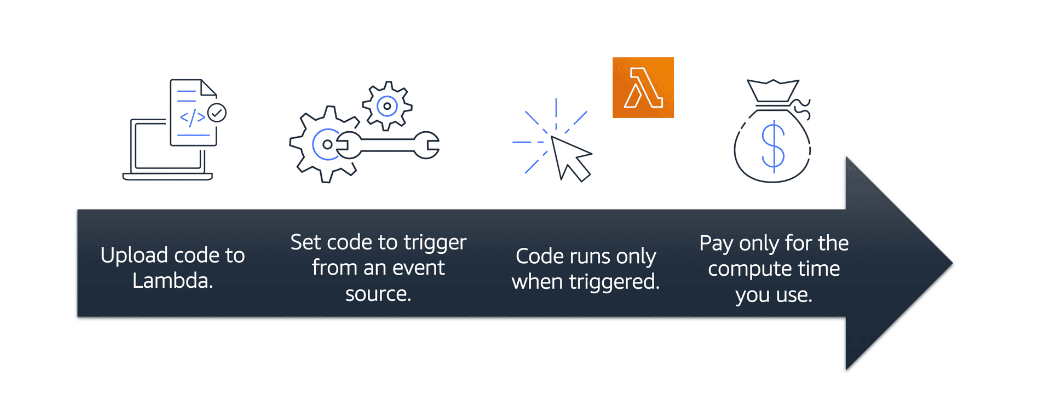 </>
$
Upload code to
Lambda.
Set code to trigger
from an event
source.
Code runs only
when triggered.
Pay only for the
compute time
you use.